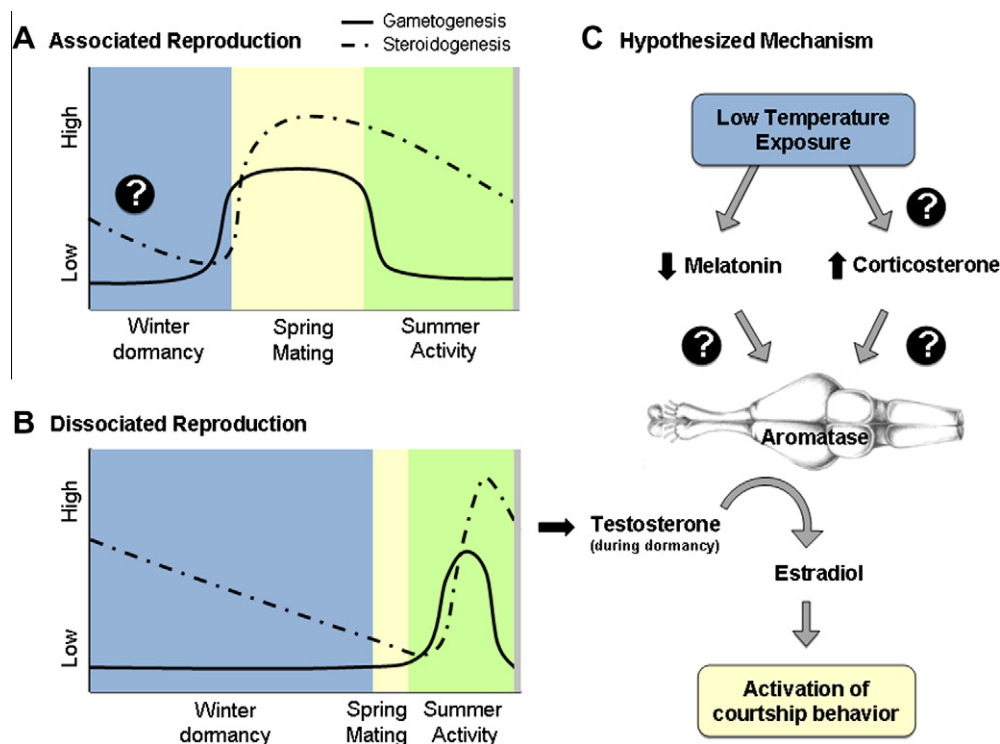 A Associated Reproduction
Gametogenesis
Steroidogenesis
High
Low
?
Winter
dormancy
Spring
Mating
Summer
Activity
B Dissociated Reproduction
High
Low
Winter
dormancy
Spring
Mating
Summer
Activity
C Hypothesized Mechanism
Low Temperature
Exposure
?
Melatonin
Corticosterone
?
?
Aromatase
Testosterone
(during dormancy)
Estradiol
Activation of
courtship behavior